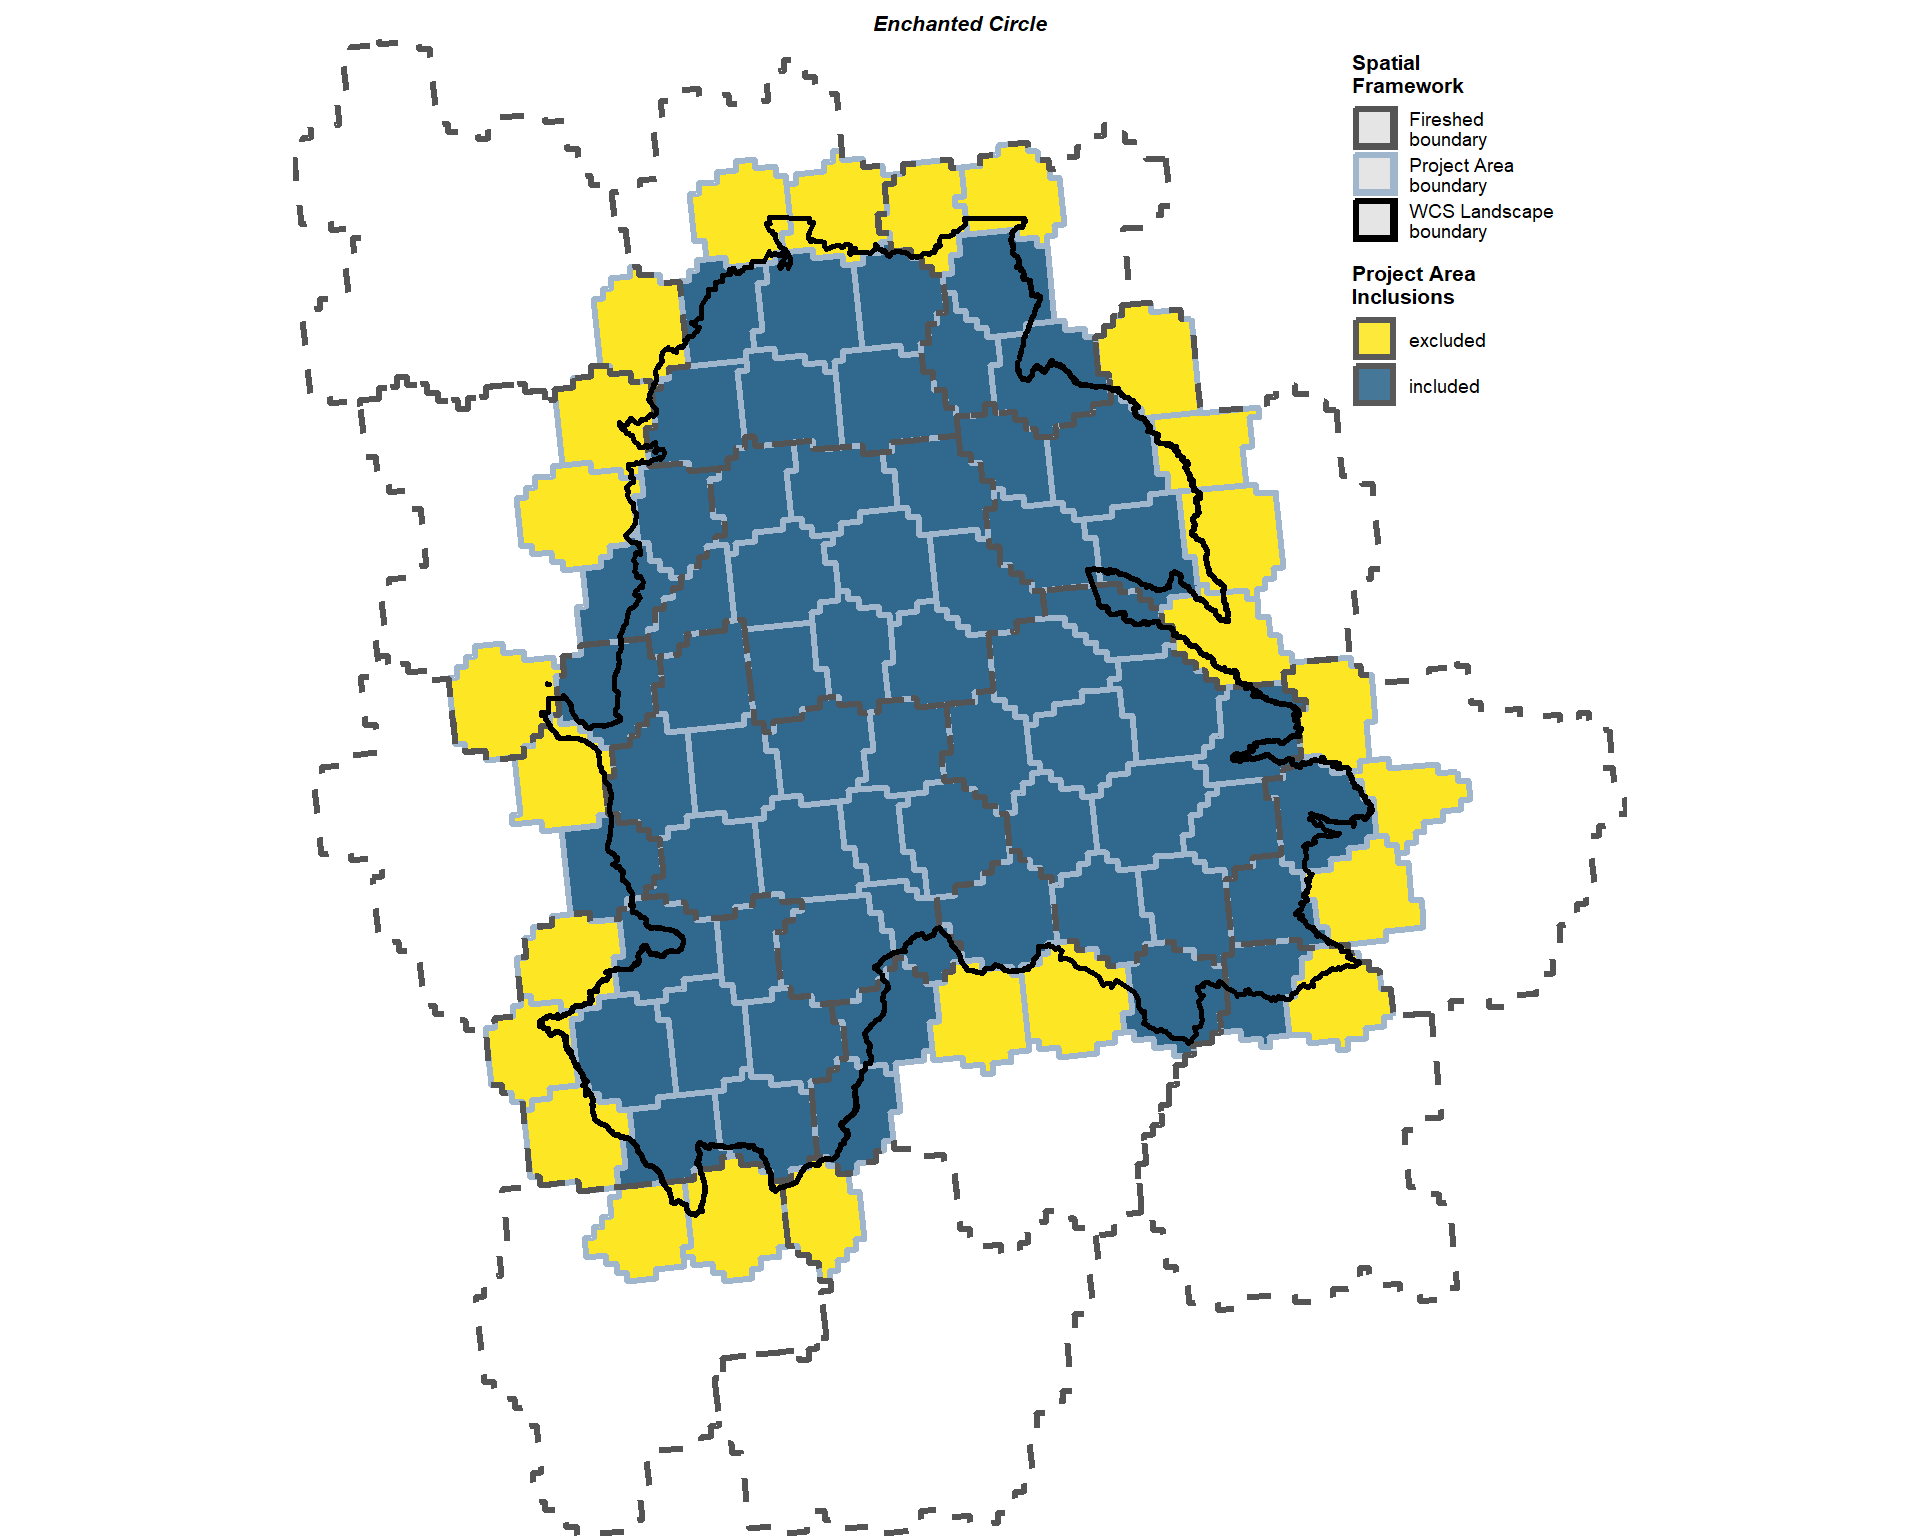 Enchanted Circle
Spatial
Framework
Fireshed
boundary
Project Area
boundary
WCS Landscape
boundary
Project Area
Inclusions
excluded
included